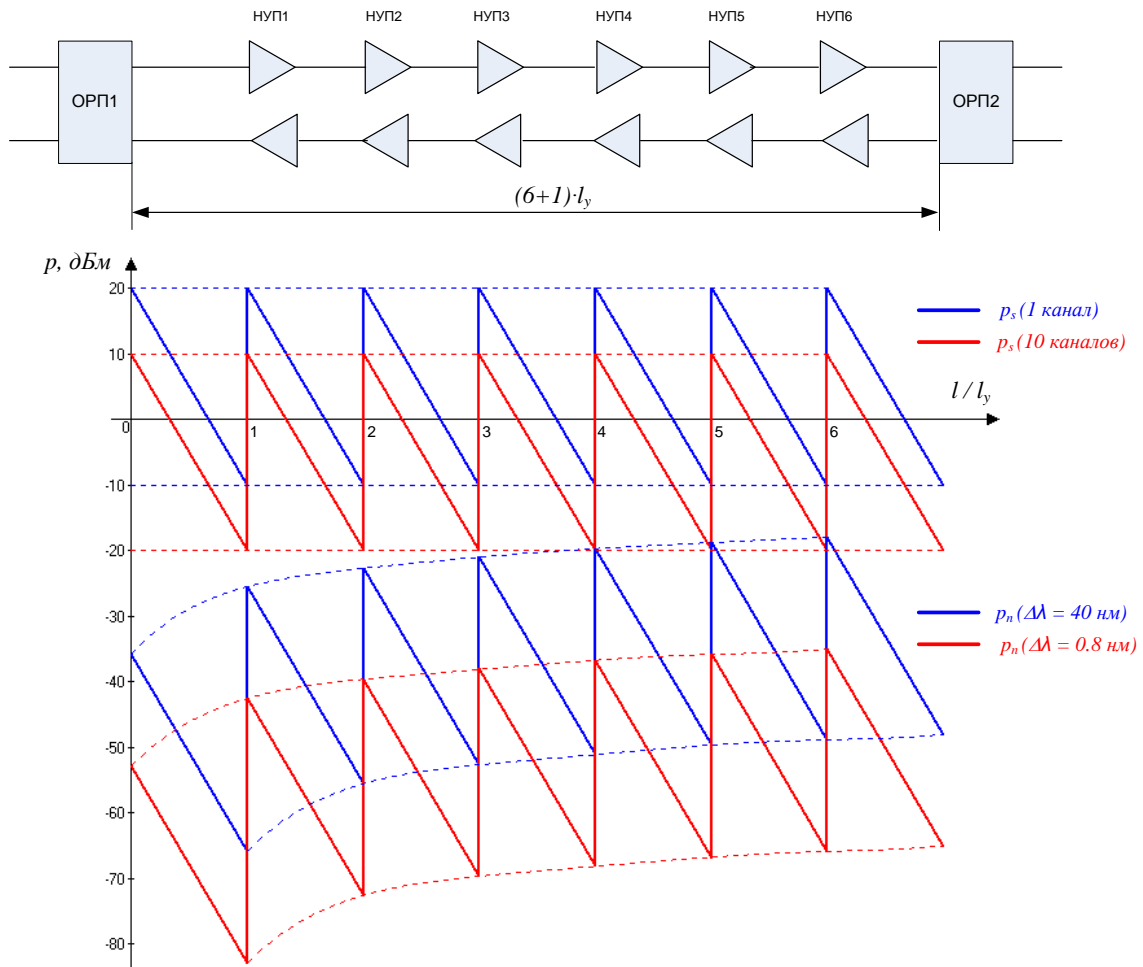 НУП1 НУП2 НУП3 НУП4 НУП5 НУП6
ОРП1 ОРП2
(6+1)·l_y
p, дБм
20
p_s (1 канал)
10
p_s (10 каналов)
l / l_y
0 1 2 3 4 5 6
-10
-20
-30
p_n (Δλ = 40 нм)
p_n (Δλ = 0.8 нм)
-40
-50
-60
-70
-80